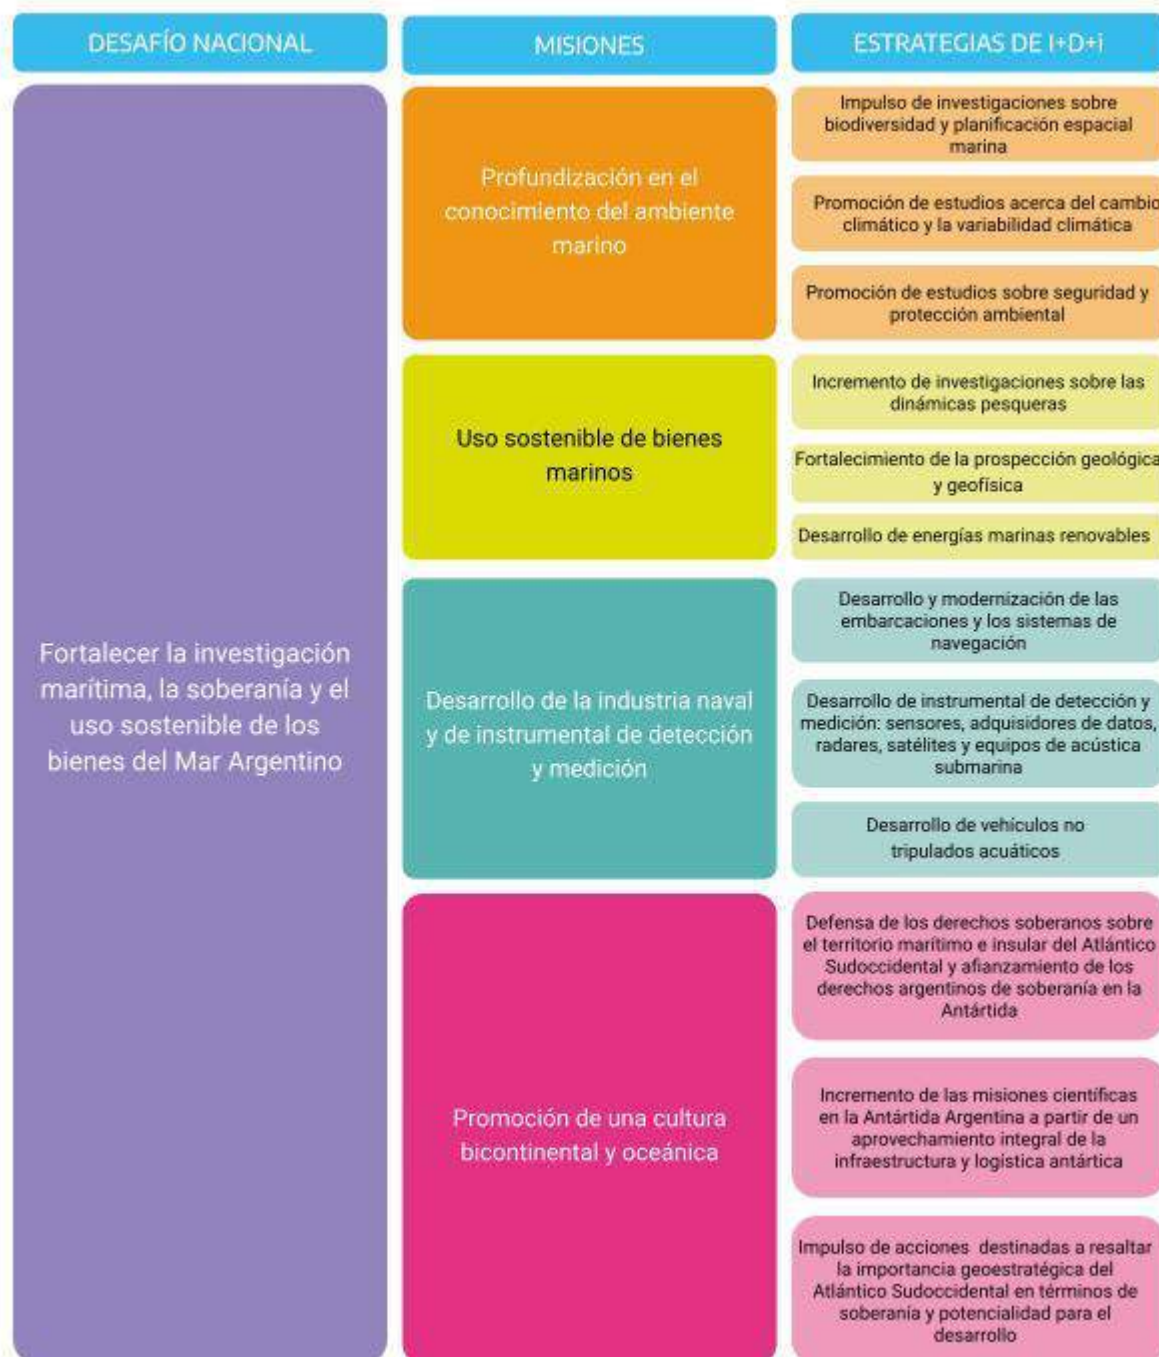 DESAFÍO NACIONAL
MISIONES
ESTRATEGIAS DE I+D+i
Fortalecer la investigación
marítima, la soberanía y el
uso sostenible de los
bienes del Mar Argentino
Profundización en el
conocimiento del ambiente
marino
Impulso de investigaciones sobre
biodiversidad y planificación espacial
marina
Promoción de estudios acerca del cambio
climático y la variabilidad climática
Promoción de estudios sobre seguridad y
protección ambiental
Uso sostenible de bienes
marinos
Incremento de investigaciones sobre las
dinámicas pesqueras
Fortalecimiento de la prospección geológica
y geofísica
Desarrollo de energías marinas renovables
Desarrollo de la industria naval
y de instrumental de detección
y medición
Desarrollo y modernización de las
embarcaciones y los sistemas de
navegación
Desarrollo de instrumental de detección y
medición: sensores, adquisidores de datos,
radares, satélites y equipos de acústica
submarina
Desarrollo de vehículos no
tripulados acuáticos
Promoción de una cultura
bicontinental y oceánica
Defensa de los derechos soberanos sobre
el territorio marítimo e insular del Atlántico
Sudoccidental y afianzamiento de los
derechos argentinos de soberanía en la
Antártida
Incremento de las misiones científicas
en la Antártida Argentina a partir de un
aprovechamiento integral de la
infraestructura y logística antártica
Impulso de acciones destinadas a resaltar
la importancia geoestratégica del
Atlántico Sudoccidental en términos de
soberanía y potencialidad para el
desarrollo